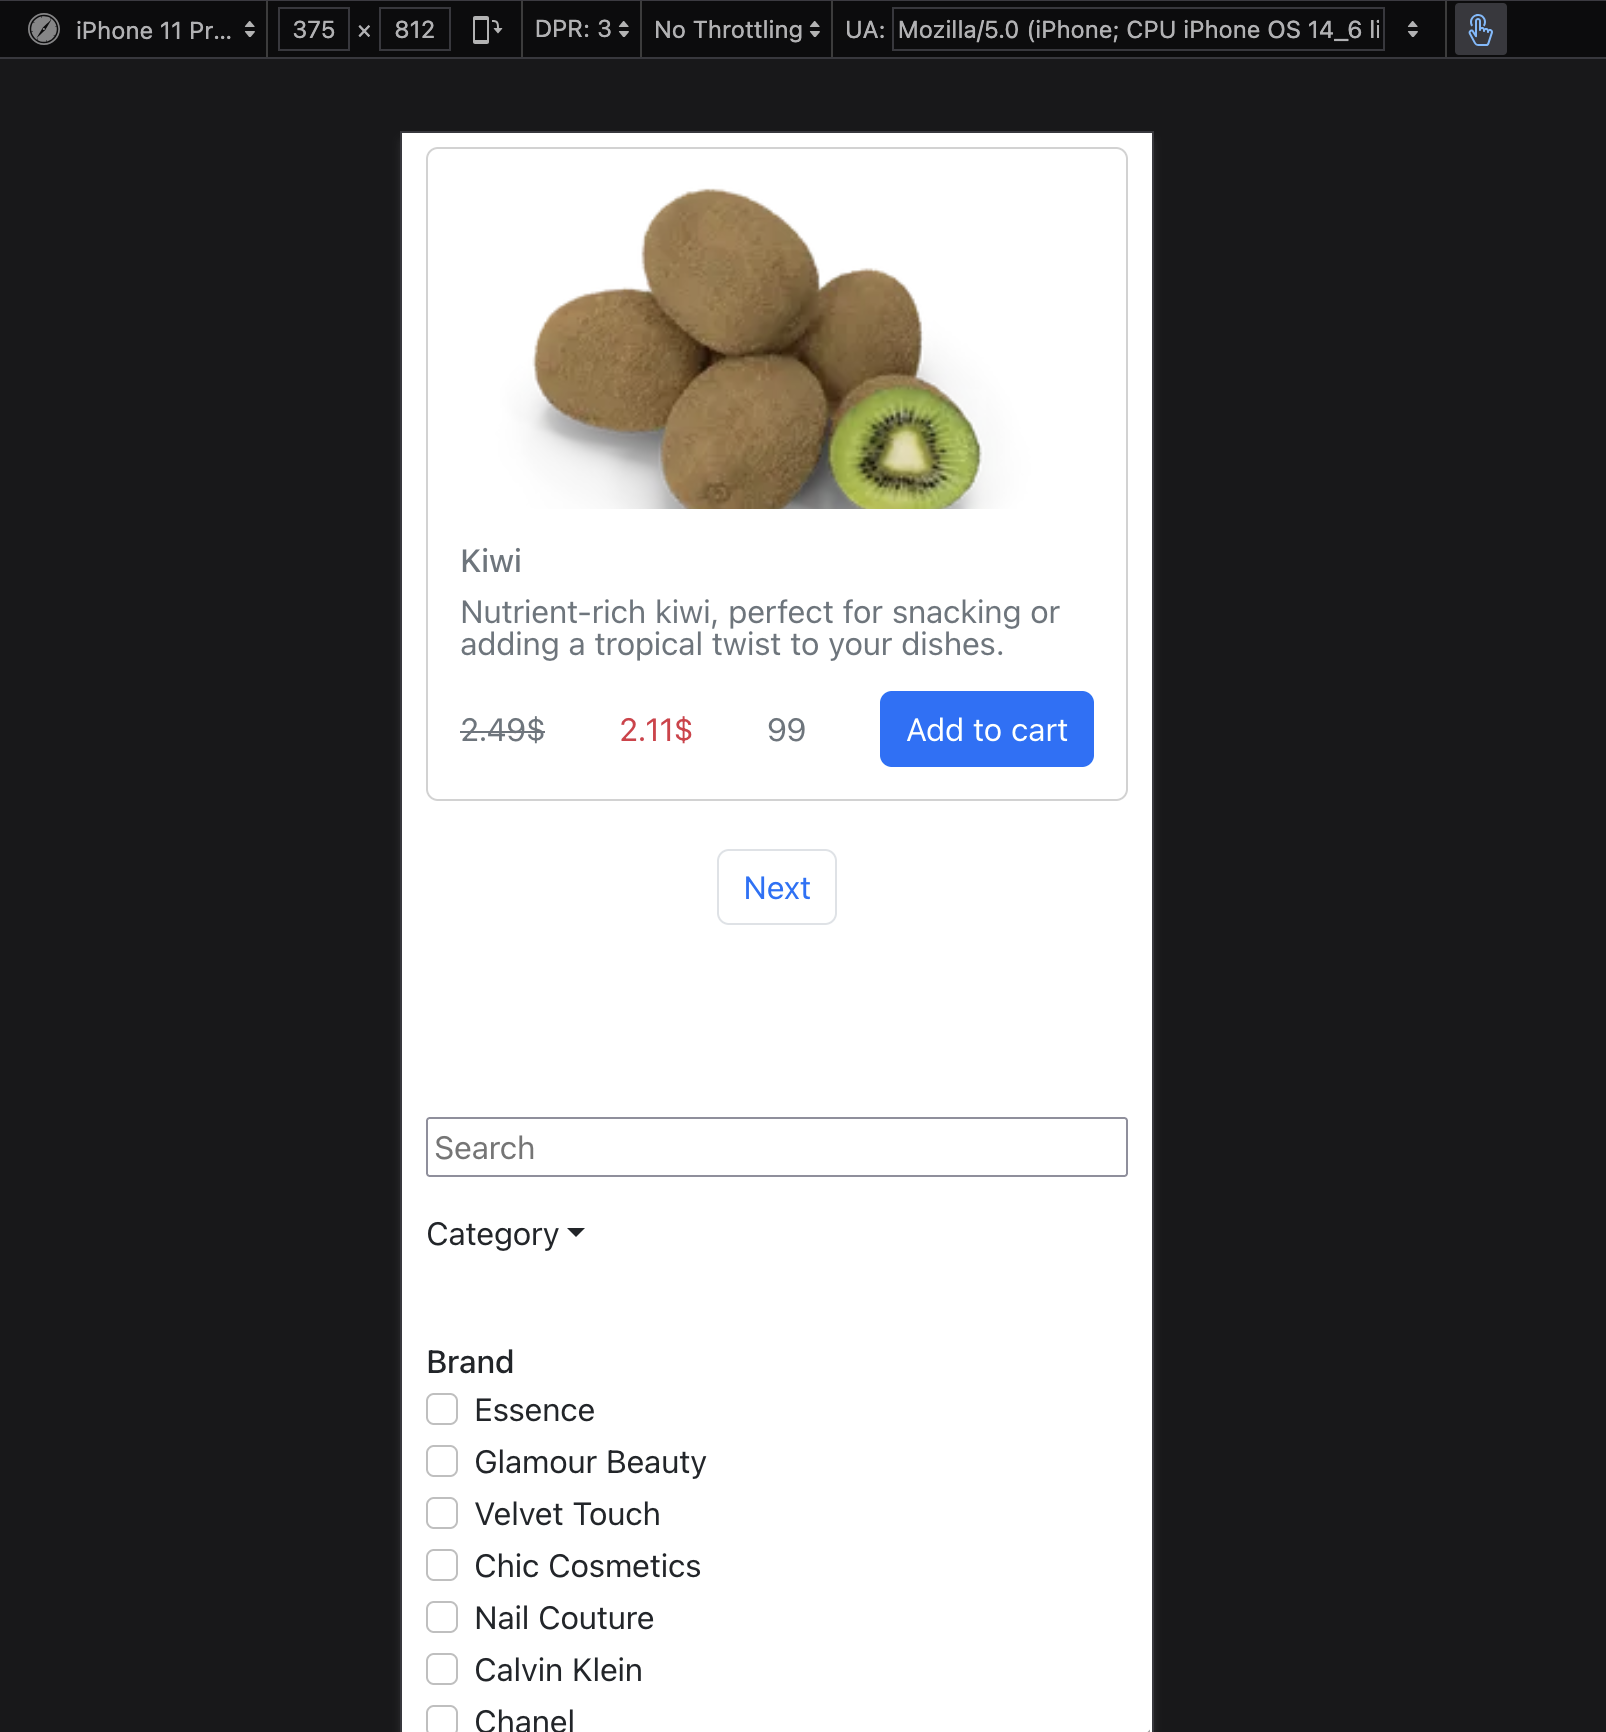 iPhone 11 Pr... 375 × 812 DPR: 3 No Throttling UA: Mozilla/5.0 (iPhone; CPU iPhone OS 14_6 li
Kiwi
Nutrient-rich kiwi, perfect for snacking or
adding a tropical twist to your dishes.
2.49$ 2.11$ 99 Add to cart
Next
Search
Category
Brand
Essence
Glamour Beauty
Velvet Touch
Chic Cosmetics
Nail Couture
Calvin Klein
Chanel